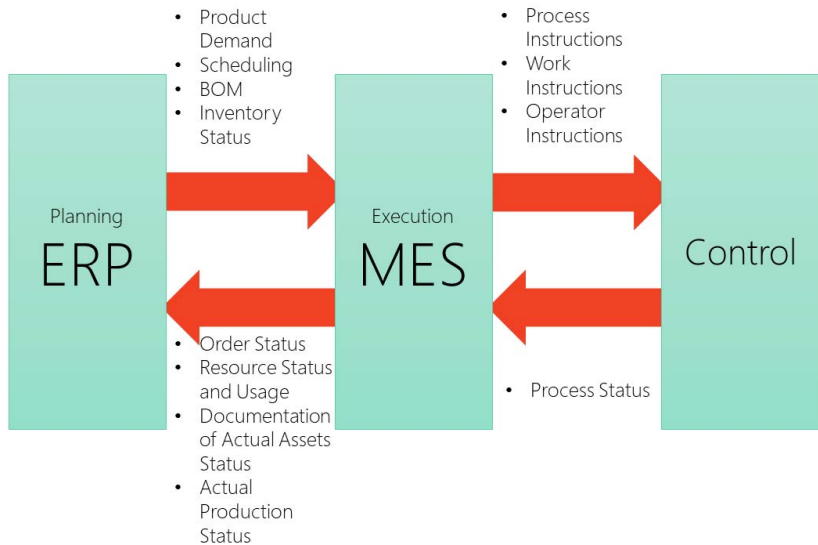 • Product
Demand
• Scheduling
• BOM
• Inventory
Status
• Process
Instructions
• Work
Instructions
• Operator
Instructions
Planning
ERP
Execution
MES
Control
• Order Status
• Resource Status
and Usage
• Documentation
of Actual Assets
Status
• Actual
Production
Status
• Process Status